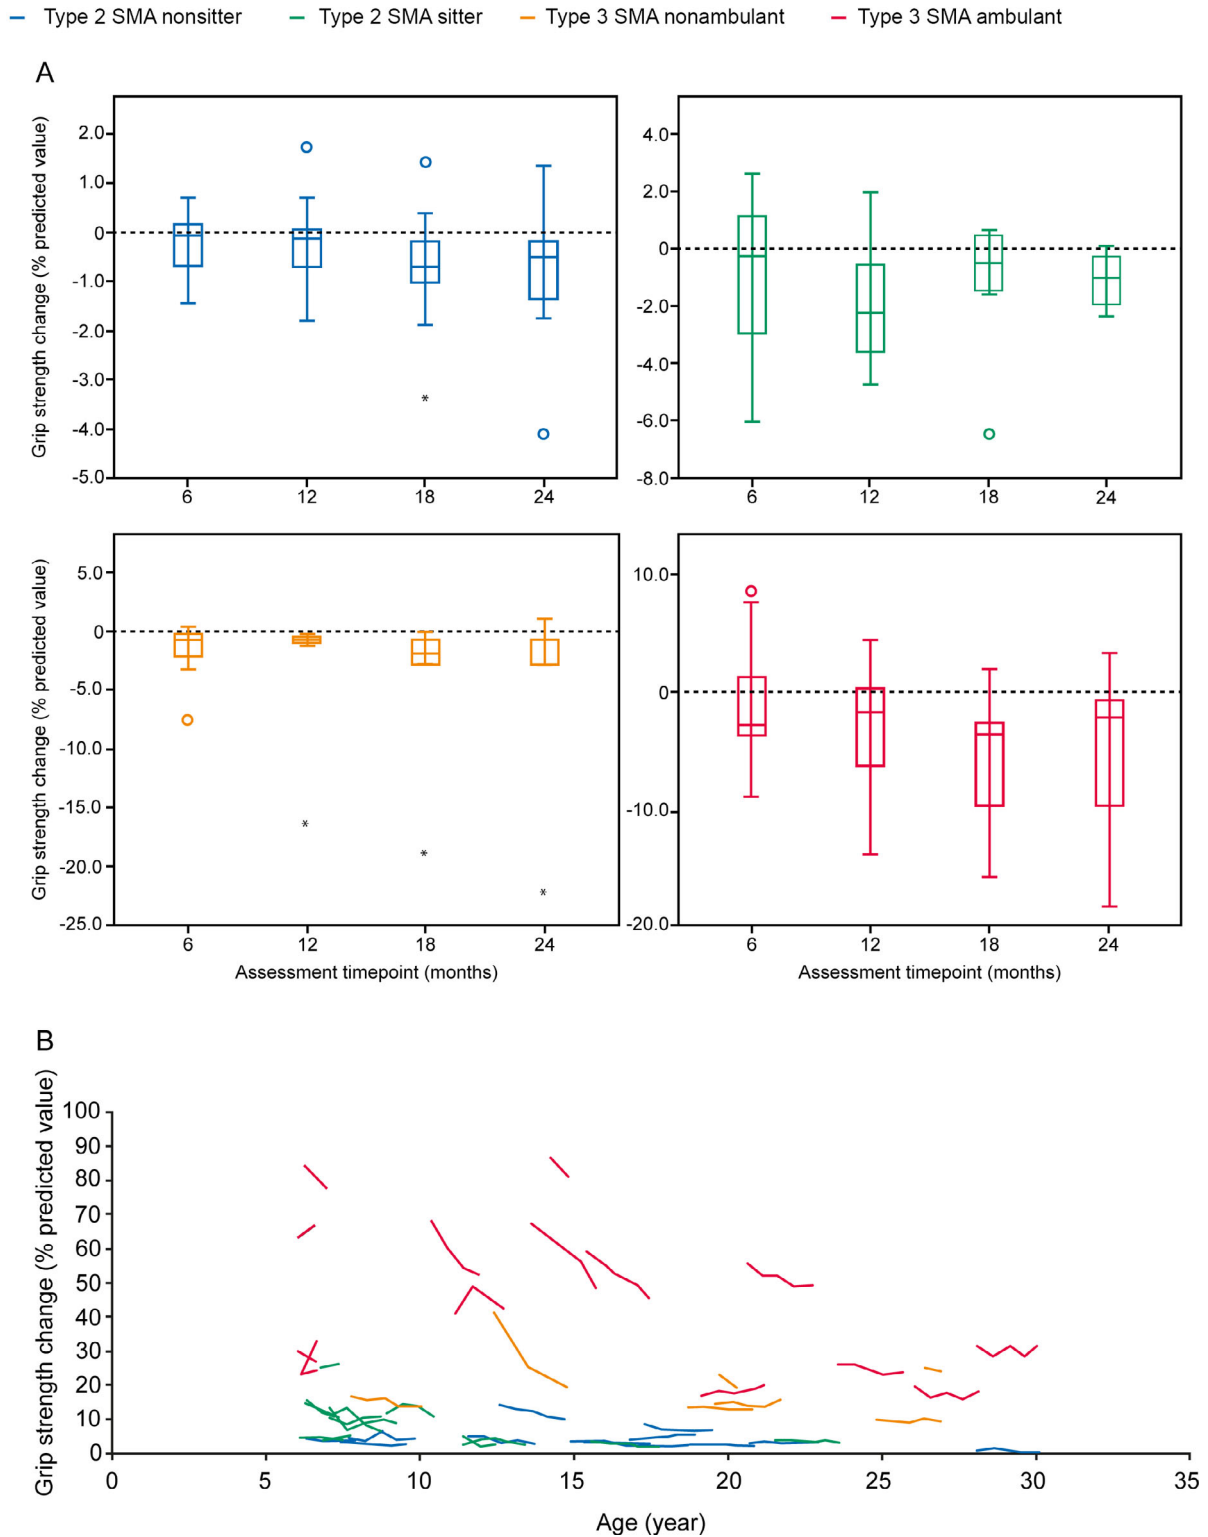 Type 2 SMA nonsitter Type 2 SMA sitter Type 3 SMA nonambulant Type 3 SMA ambulant
A
Grip strength change (% predicted value)
2.0
1.0
0
-1.0
-2.0
-3.0
-4.0
-5.0
6 12 18 24
4.0
2.0
0
-2.0
-4.0
-6.0
-8.0
6 12 18 24
Grip strength change (% predicted value)
5.0
0
-5.0
-10.0
-15.0
-20.0
-25.0
6 12 18 24
Assessment timepoint (months)
10.0
0
-10.0
-20.0
6 12 18 24
Assessment timepoint (months)
B
Grip strength change (% predicted value)
100
90
80
70
60
50
40
30
20
10
0
0 5 10 15 20 25 30 35
Age (year)